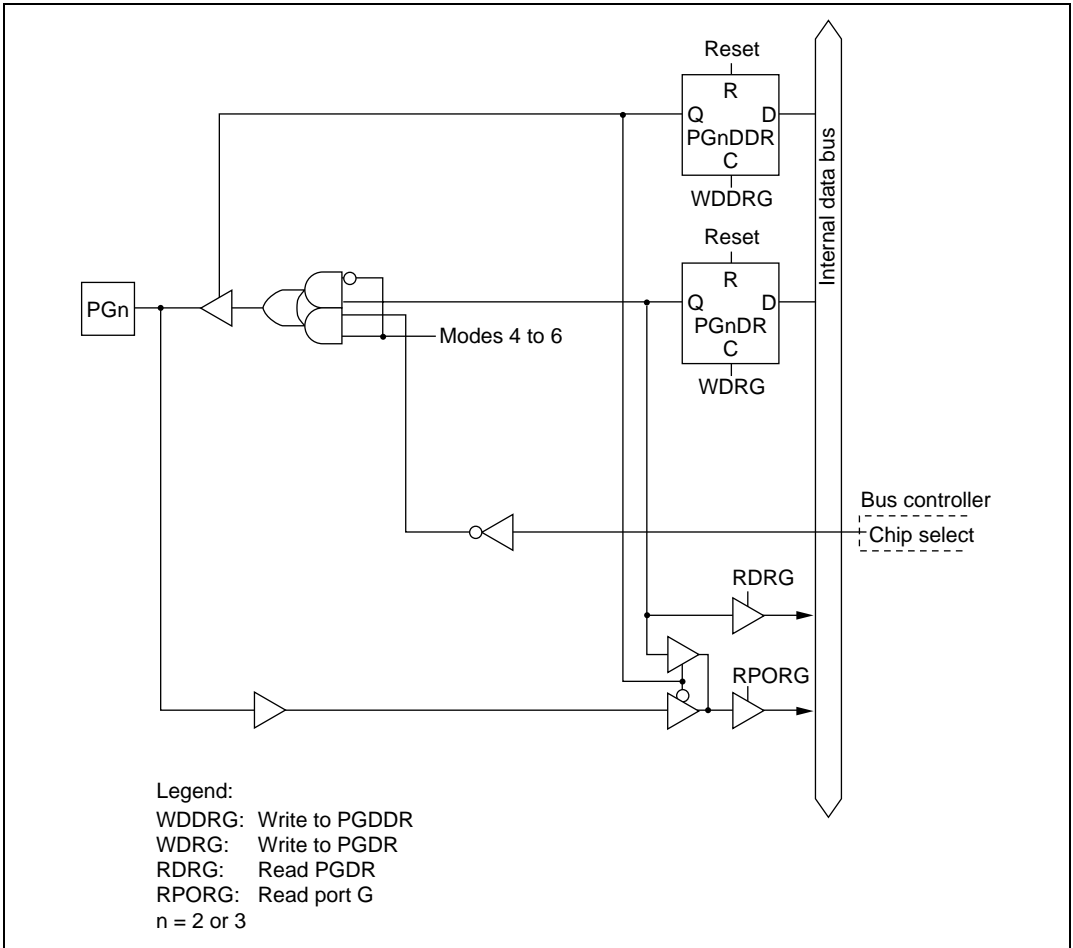 Reset
R
Q D
PGnDDR
C
WDDRG
Internal data bus
Reset
R
Q D
PGnDR
C
WDRG
PGn
Modes 4 to 6
Bus controller
Chip select
RDRG
RPORG
Legend:
WDDRG: Write to PGDDR
WDRG: Write to PGDR
RDRG: Read PGDR
RPORG: Read port G
n = 2 or 3